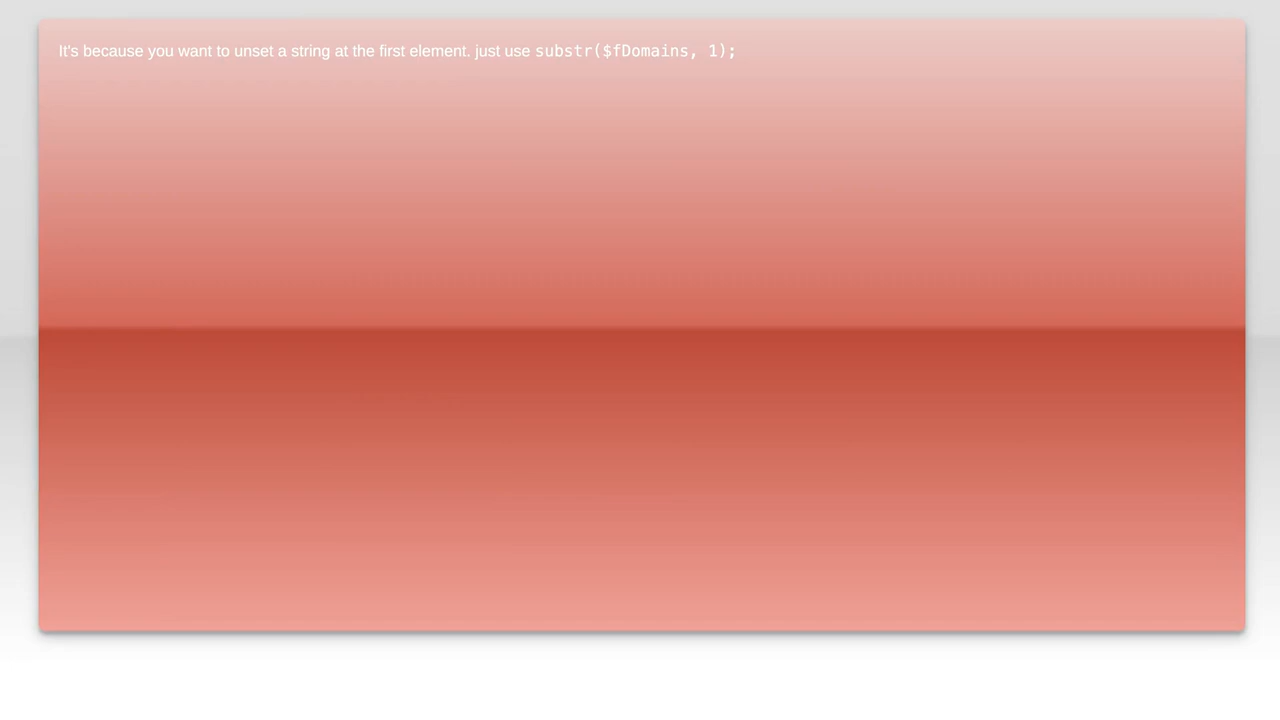 It's because you want to unset a string at the first element. just use substr($fDomains, 1);